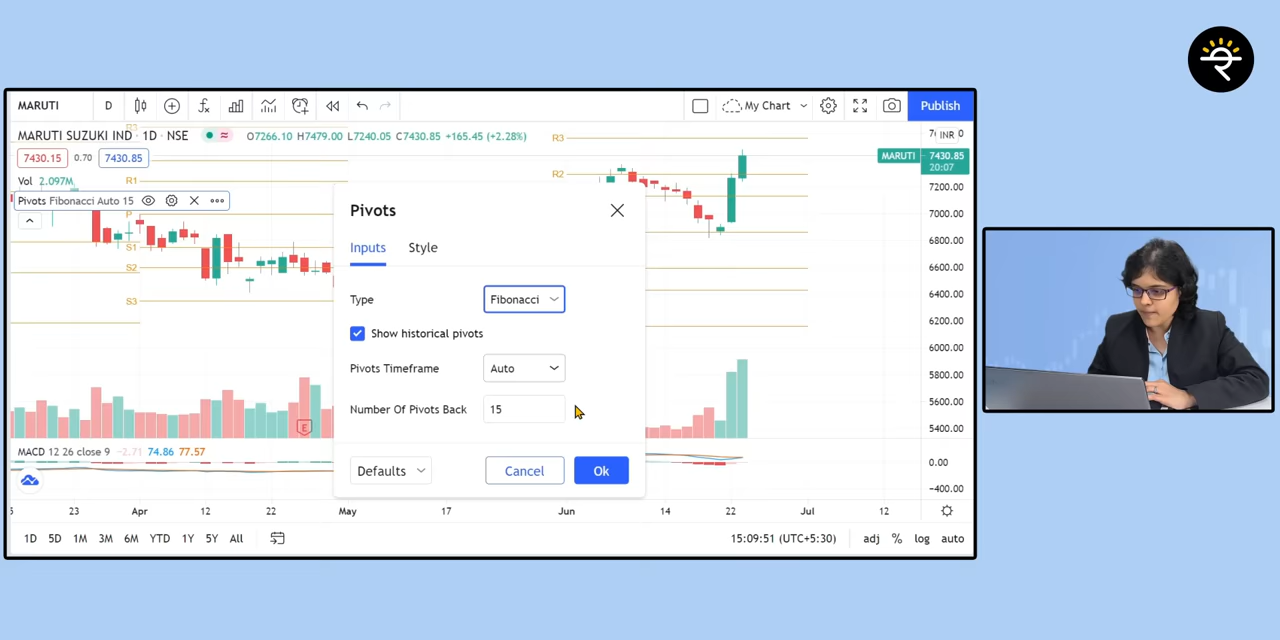 MARUTI D My Chart Publish
MARUTI SUZUKI IND · 1D · NSE O7266.10 H7479.00 L7240.05 C7430.85 +165.45 (+2.28%)
R3
R3
INR
7430.15 0.70 7430.85
MARUTI 7430.85
20:07
Vol 2.097M
R1
R2
7200.00
Pivots Fibonacci Auto 15
P
7000.00
S1
6800.00
S2
6600.00
S3
6400.00
6200.00
6000.00
5800.00
5600.00
5400.00
Pivots
Inputs Style
Type Fibonacci
Show historical pivots
Pivots Timeframe Auto
Number Of Pivots Back 15
Defaults Cancel Ok
E
MACD 12 26 close 9 −2.71 74.86 77.57
0.00
−400.00
23 Apr 12 22 May 17 Jun 14 22 Jul 12
1D 5D 1M 3M 6M YTD 1Y 5Y All 15:09:51 (UTC+5:30) adj % log auto